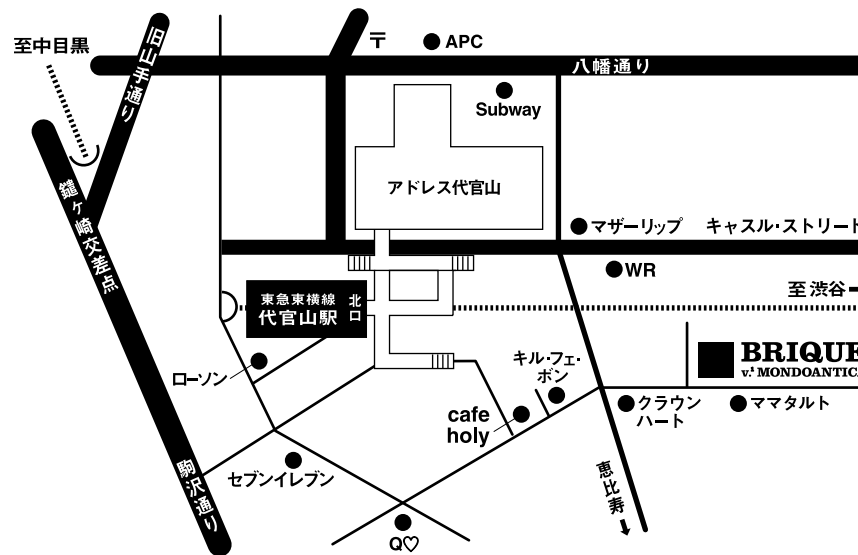 至中目黒
旧山手通り
〒
APC
八幡通り
Subway
アドレス代官山
鑓ヶ崎交差点
マザーリップ
キャスル・ストリート
WR
至渋谷
東急東横線
代官山駅
北口
BRIQUE
v.¹ MONDOANTICA
ローソン
キル・フェ・
ボン
cafe
holy
クラウン
ハート
ママタルト
セブンイレブン
駒沢通り
恵比寿
Q♡